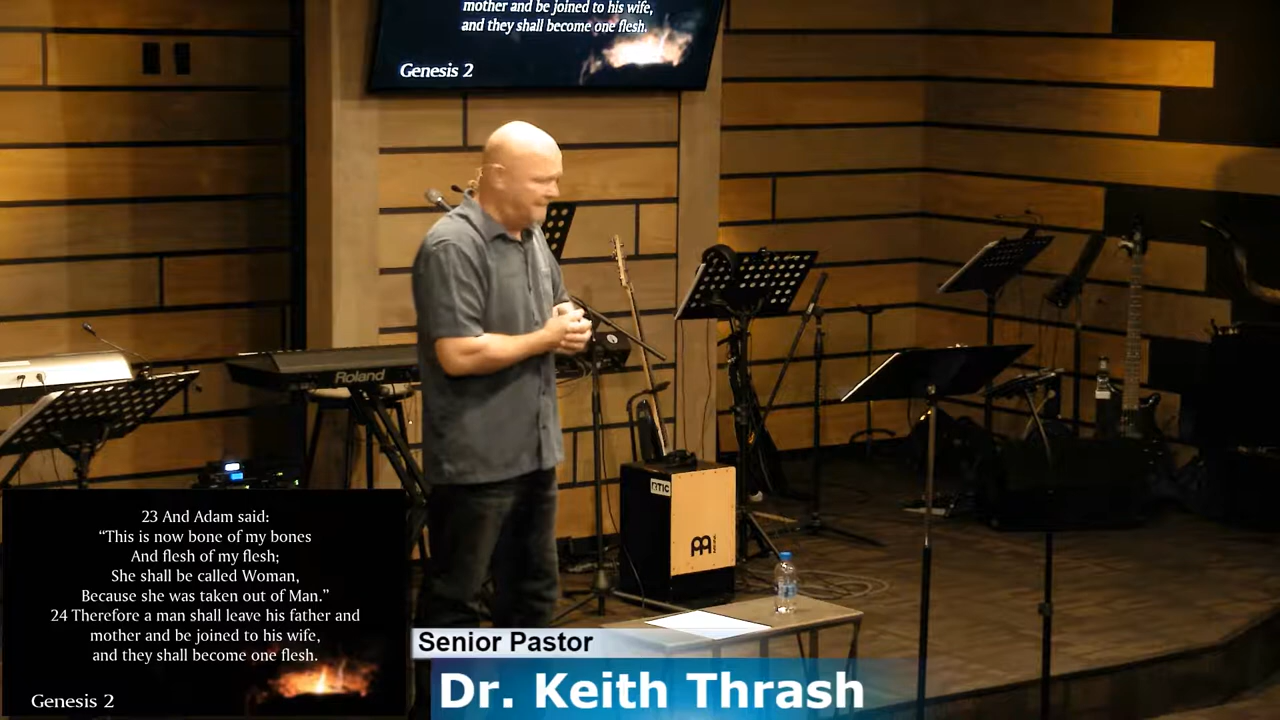 mother and be joined to his wife,
and they shall become one flesh.
Genesis 2
Roland
RTIC
23 And Adam said:
“This is now bone of my bones
And flesh of my flesh;
She shall be called Woman,
Because she was taken out of Man.”
24 Therefore a man shall leave his father and
mother and be joined to his wife,
and they shall become one flesh.
Genesis 2
Senior Pastor
Dr. Keith Thrash